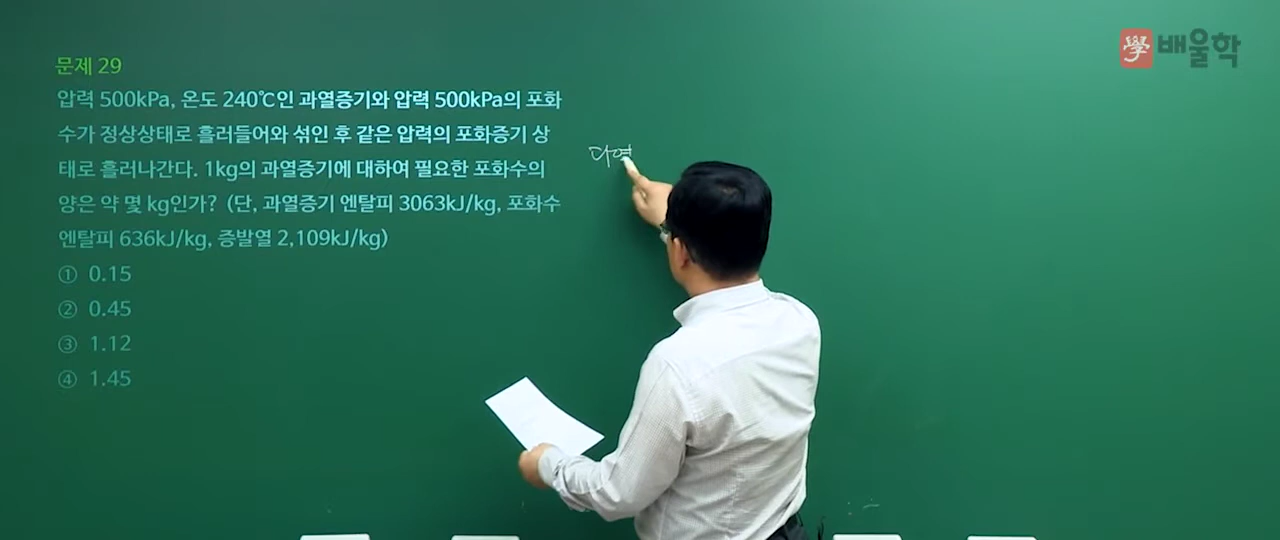 學 배울학
문제 29
압력 500kPa, 온도 240℃인 과열증기와 압력 500kPa의 포화
수가 정상상태로 흘러들어와 섞인 후 같은 압력의 포화증기 상
태로 흘러나간다. 1kg의 과열증기에 대하여 필요한 포화수의
양은 약 몇 kg인가? (단, 과열증기 엔탈피 3063kJ/kg, 포화수
엔탈피 636kJ/kg, 증발열 2,109kJ/kg)
① 0.15
② 0.45
③ 1.12
④ 1.45